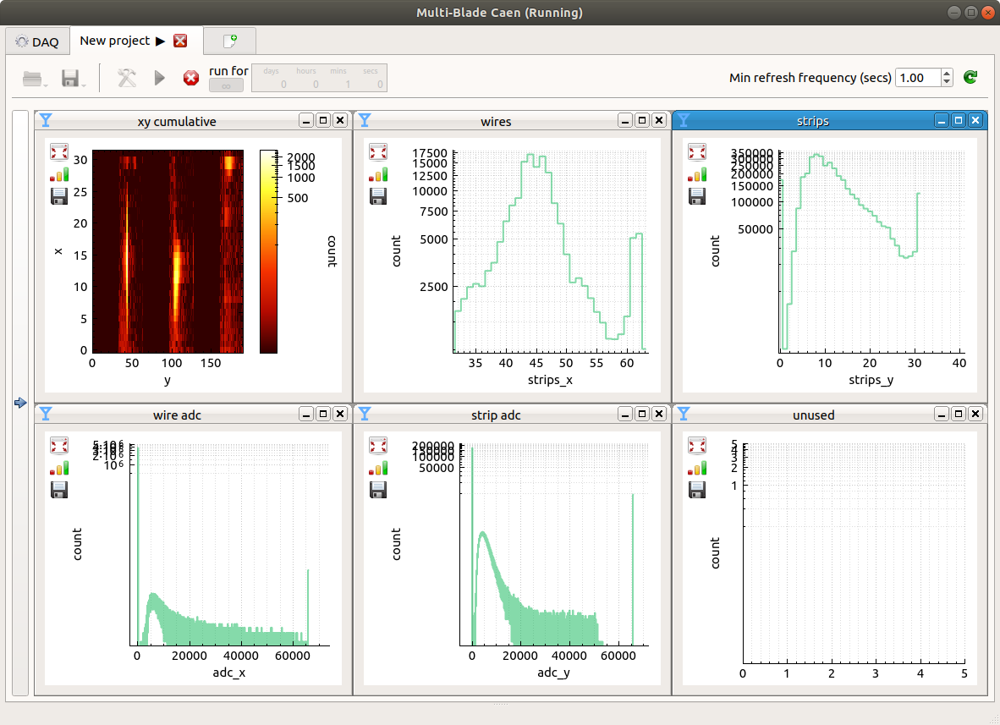 Multi-Blade Caen (Running)
DAQ
New project
run for
∞
days hours mins secs
0 0 1 0
Min refresh frequency (secs) 1.00
xy cumulative
30
25
20
15
10
5
0
x
0 50 100 150
y
2000
1500
1000
500
count
wires
17500
15000
12500
10000
7500
5000
2500
count
35 40 45 50 55 60
strips_x
strips
350000
300000
250000
200000
150000
100000
50000
count
0 10 20 30 40
strips_y
wire adc
5·10⁶
4·10⁶
3·10⁶
2·10⁶
10⁶
count
0 20000 40000 60000
adc_x
strip adc
200000
150000
100000
50000
count
0 20000 40000 60000
adc_y
unused
5
4
3
2
1
count
0 1 2 3 4 5